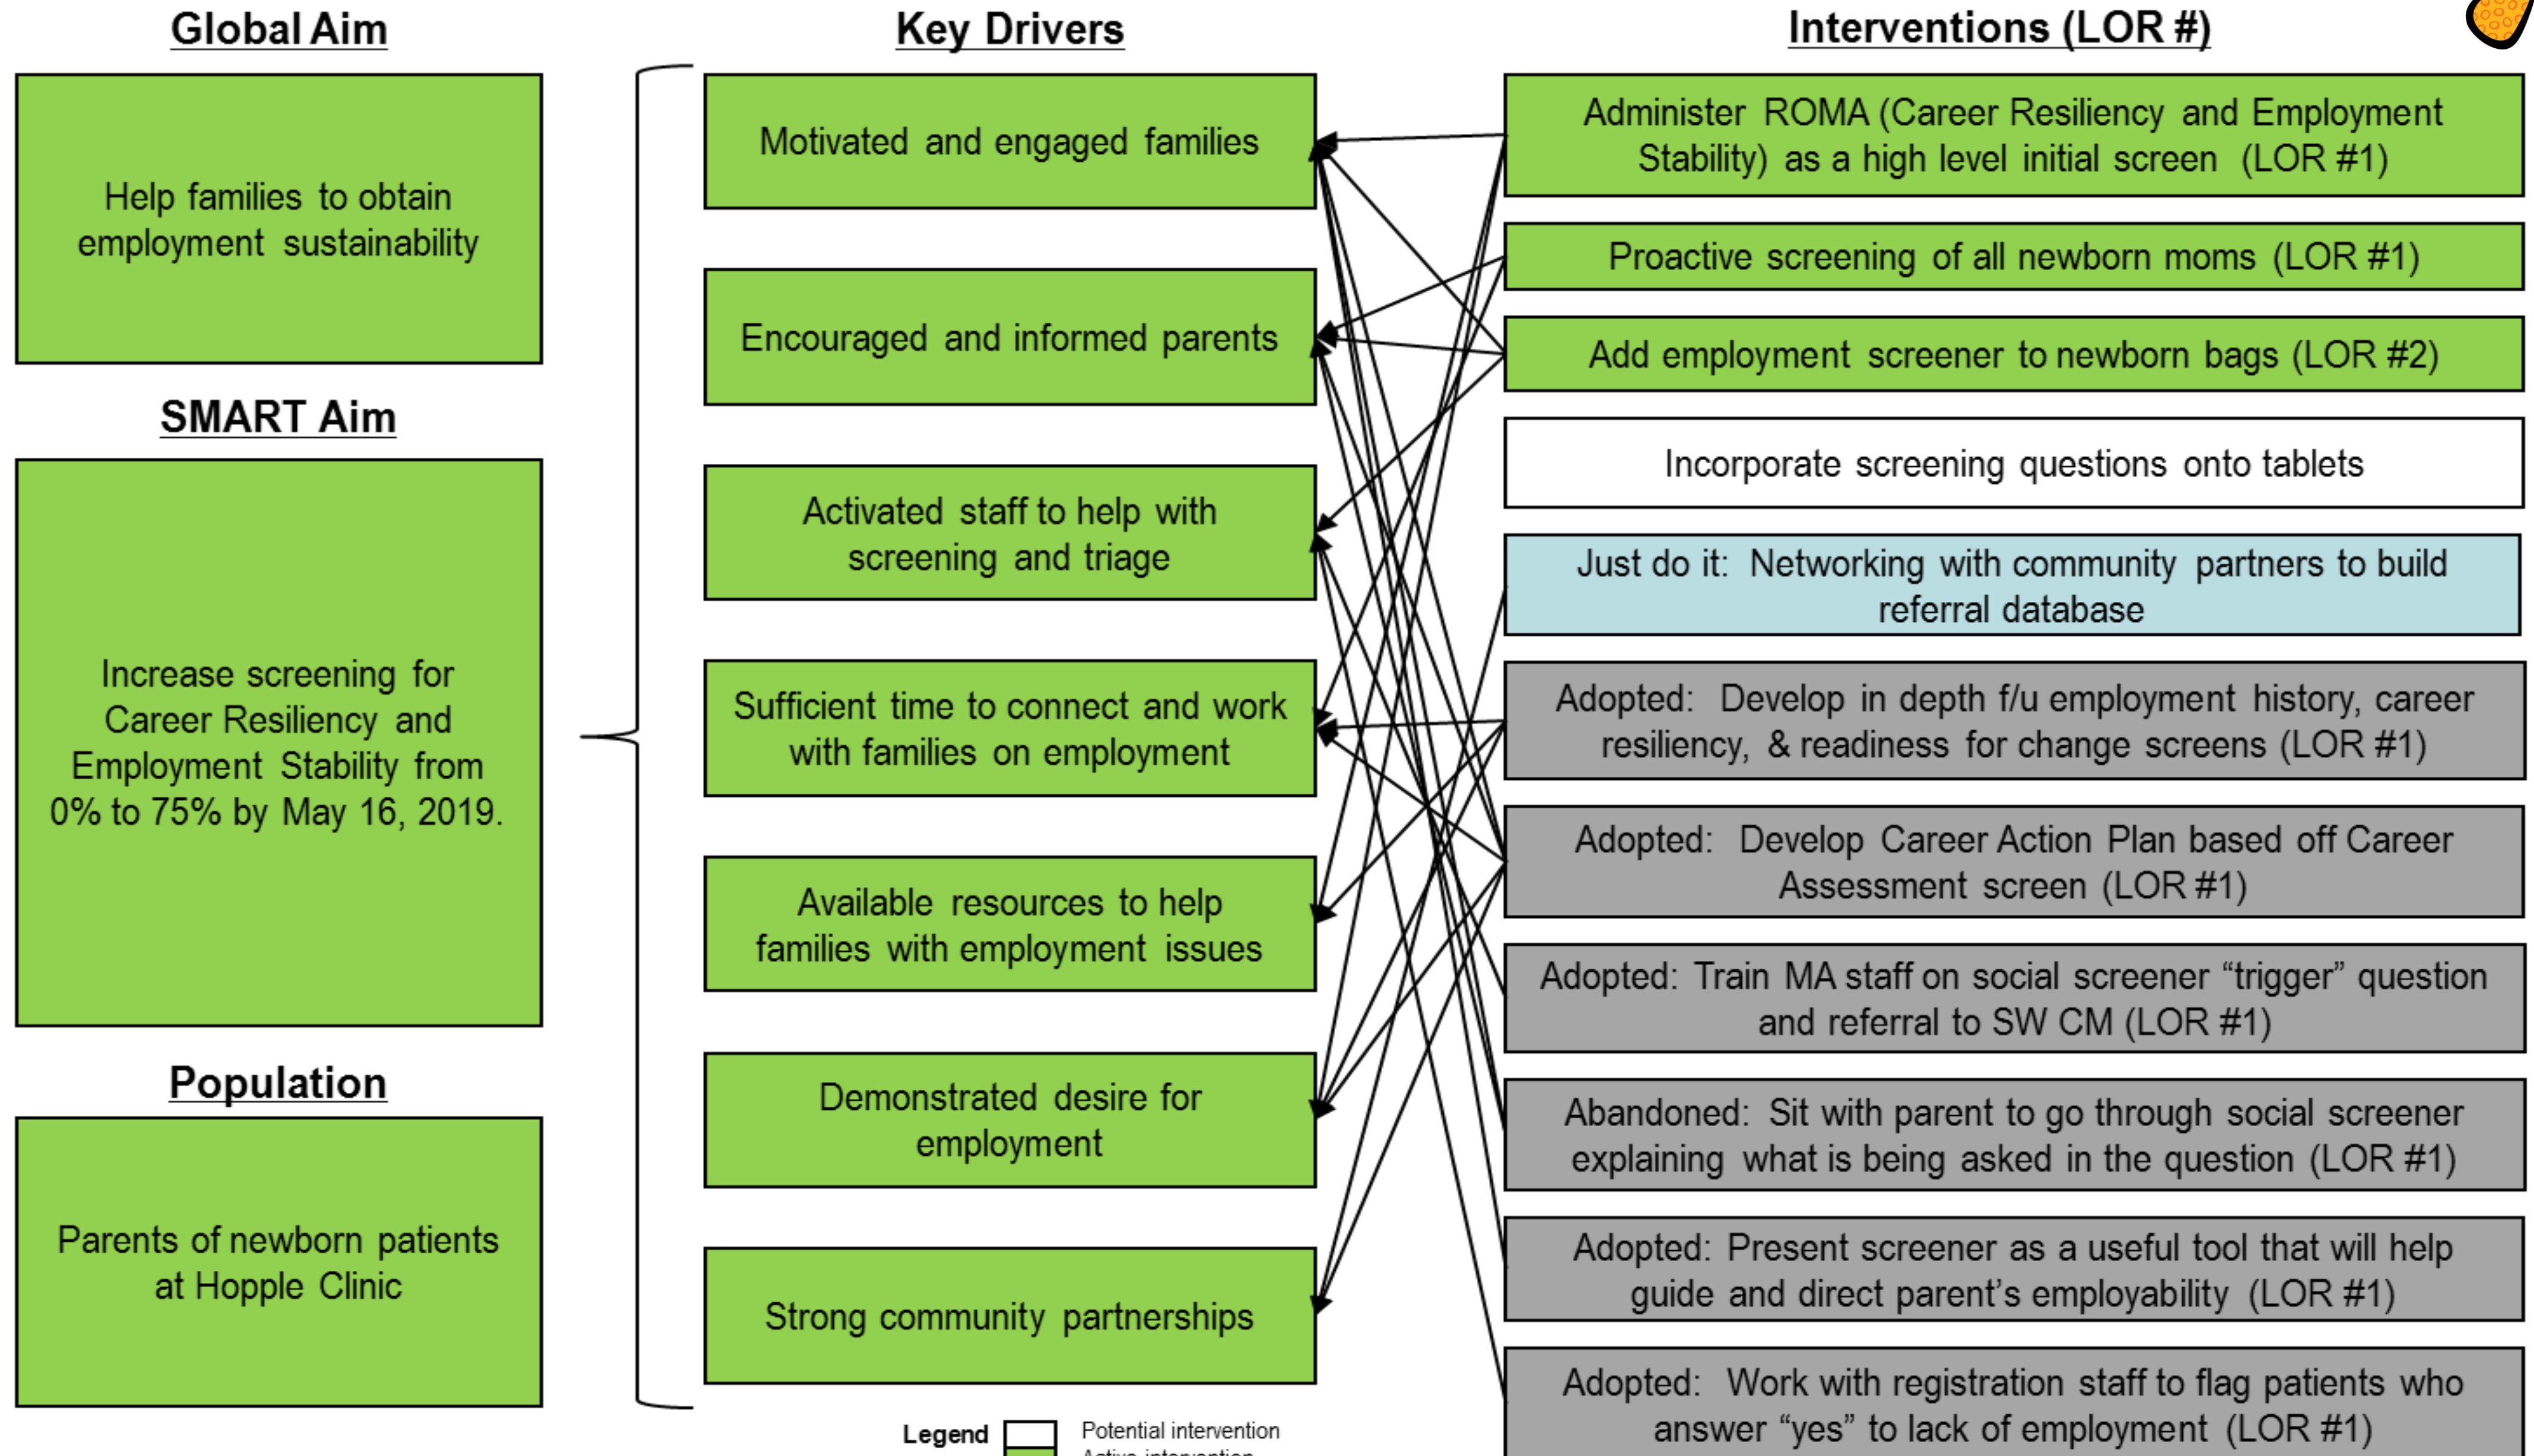 Global Aim
Help families to obtain
employment sustainability
SMART Aim
Increase screening for
Career Resiliency and
Employment Stability from
0% to 75% by May 16, 2019.
Population
Parents of newborn patients
at Hopple Clinic
Key Drivers
Motivated and engaged families
Encouraged and informed parents
Activated staff to help with
screening and triage
Sufficient time to connect and work
with families on employment
Available resources to help
families with employment issues
Demonstrated desire for
employment
Strong community partnerships
Legend
Potential intervention
Active intervention
Interventions (LOR #)
Administer ROMA (Career Resiliency and Employment
Stability) as a high level initial screen (LOR #1)
Proactive screening of all newborn moms (LOR #1)
Add employment screener to newborn bags (LOR #2)
Incorporate screening questions onto tablets
Just do it: Networking with community partners to build
referral database
Adopted: Develop in depth f/u employment history, career
resiliency, & readiness for change screens (LOR #1)
Adopted: Develop Career Action Plan based off Career
Assessment screen (LOR #1)
Adopted: Train MA staff on social screener “trigger” question
and referral to SW CM (LOR #1)
Abandoned: Sit with parent to go through social screener
explaining what is being asked in the question (LOR #1)
Adopted: Present screener as a useful tool that will help
guide and direct parent’s employability (LOR #1)
Adopted: Work with registration staff to flag patients who
answer “yes” to lack of employment (LOR #1)